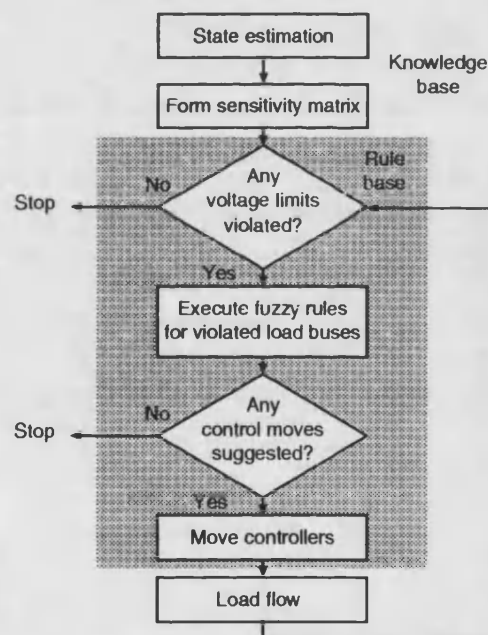 State estimation
Knowledge
base
Form sensitivity matrix
No
Any
voltage limits
violated?
Rule
base
Stop
Yes
Execute fuzzy rules
for violated load buses
No
Any
control moves
suggested?
Stop
Yes
Move controllers
Load flow